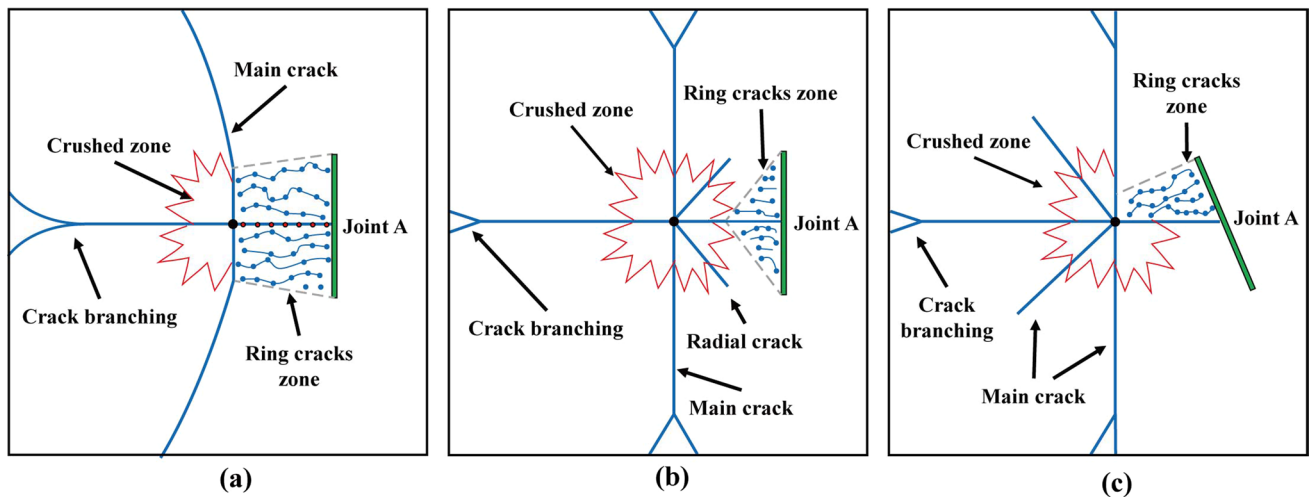 Main crack
Crushed zone
Joint A
Crack branching
Ring cracks
zone
(a)
Ring cracks zone
Crushed zone
Joint A
Crack branching
Radial crack
Main crack
(b)
Ring cracks
zone
Crushed zone
Joint A
Crack
branching
Main crack
(c)